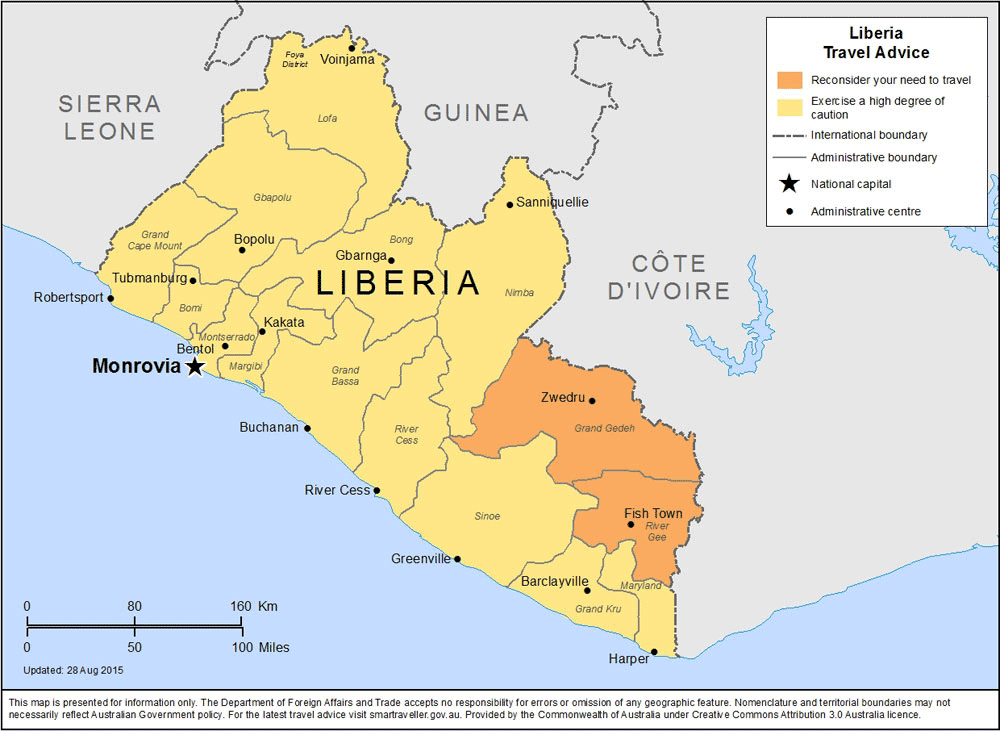 Liberia
Travel Advice
Reconsider your need to travel
Exercise a high degree of
caution
International boundary
Administrative boundary
National capital
Administrative centre
SIERRA
LEONE
GUINEA
CÔTE
D'IVOIRE
LIBERIA
Foya
District
Voinjama
Lofa
Gbapolu
Sanniquellie
Grand
Cape Mount
Bopolu
Bong
Gbarnga
Tubmanburg
Robertsport
Nimba
Bomi
Kakata
Montserrado
Bentol
Monrovia
Margibi
Grand
Bassa
Zwedru
Grand Gedeh
Buchanan
River
Cess
River Cess
Sinoe
Fish Town
River
Gee
Greenville
Barclayville
Maryland
Grand Kru
Harper
0 80 160 Km
0 50 100 Miles
Updated: 28 Aug 2015
This map is presented for information only. The Department of Foreign Affairs and Trade accepts no responsibility for errors or omission of any geographic feature. Nomenclature and territorial boundaries may not
necessarily reflect Australian Government policy. For the latest travel advice visit smartraveller.gov.au. Provided by the Commonwealth of Australia under Creative Commons Attribution 3.0 Australia licence.